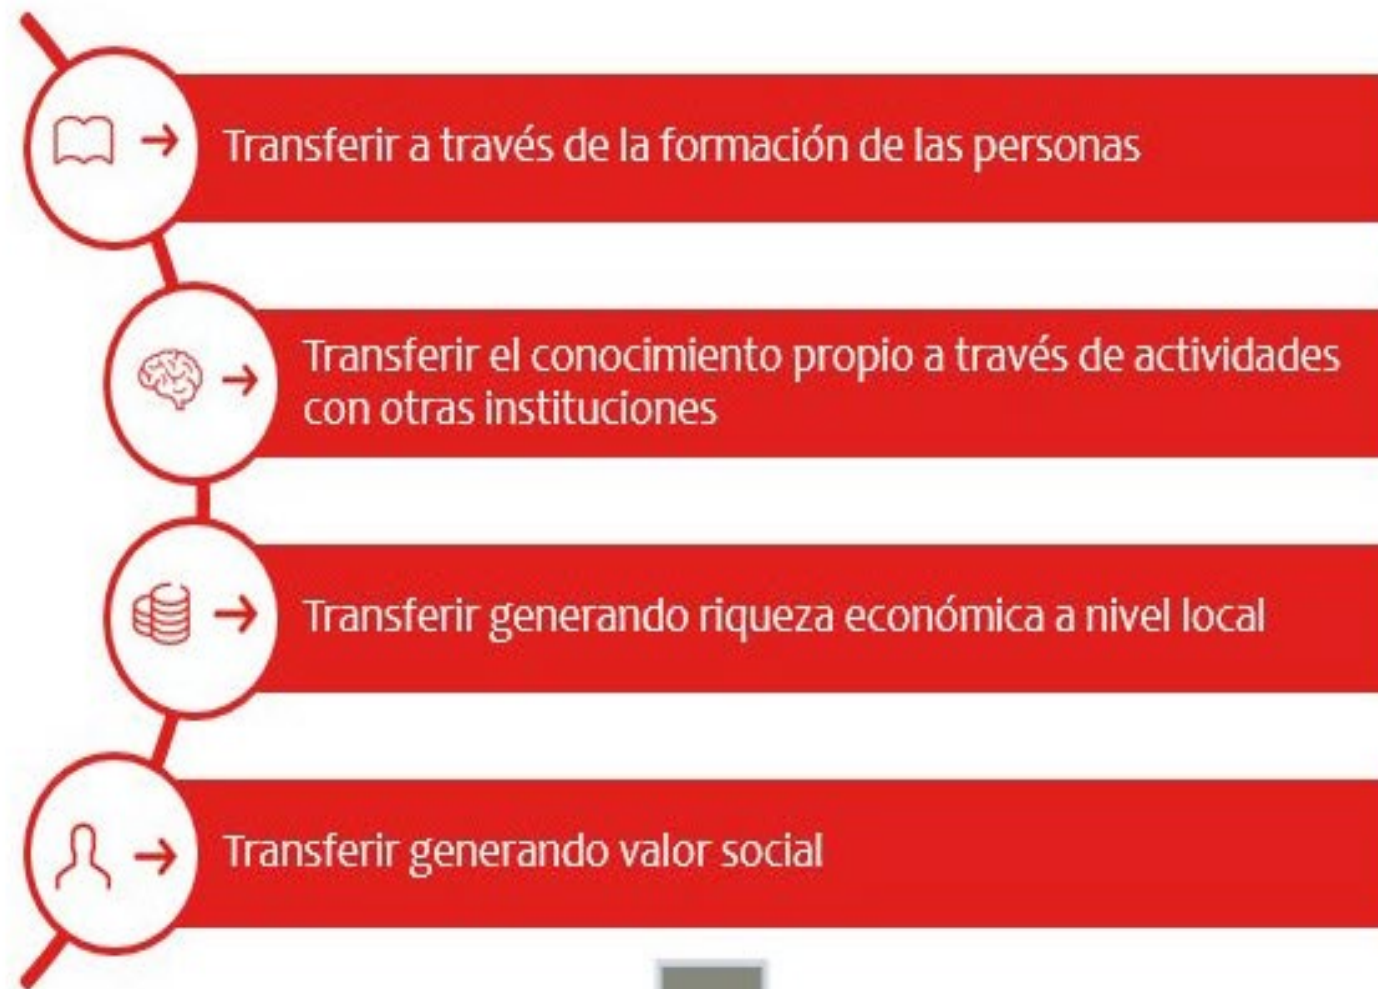 Transferir a través de la formación de las personas
Transferir el conocimiento propio a través de actividades
con otras instituciones
Transferir generando riqueza económica a nivel local
Transferir generando valor social